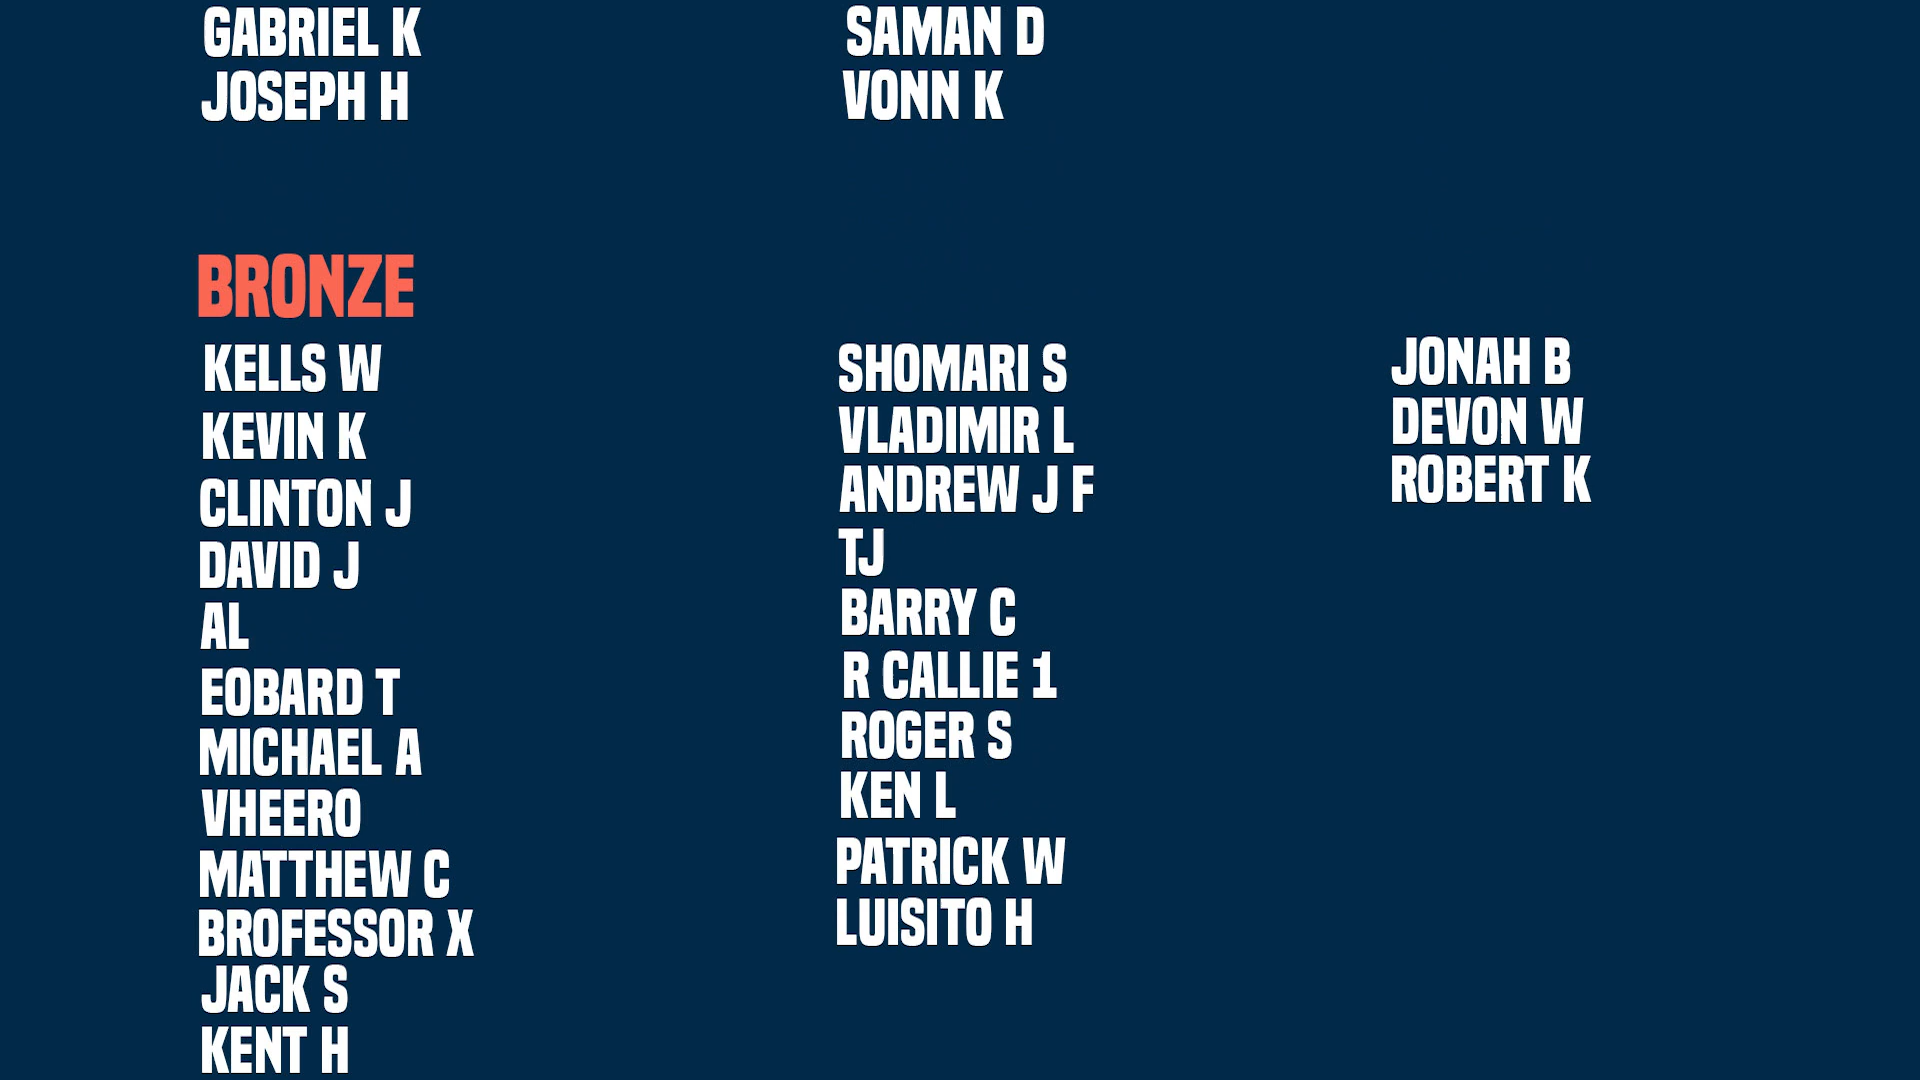 GABRIEL K
JOSEPH H
SAMAN D
VONN K
BRONZE
KELLS W
KEVIN K
CLINTON J
DAVID J
AL
EOBARD T
MICHAEL A
VHEERO
MATTHEW C
BROFESSOR X
JACK S
KENT H
SHOMARI S
VLADIMIR L
ANDREW J F
TJ
BARRY C
R CALLIE 1
ROGER S
KEN L
PATRICK W
LUISITO H
JONAH B
DEVON W
ROBERT K